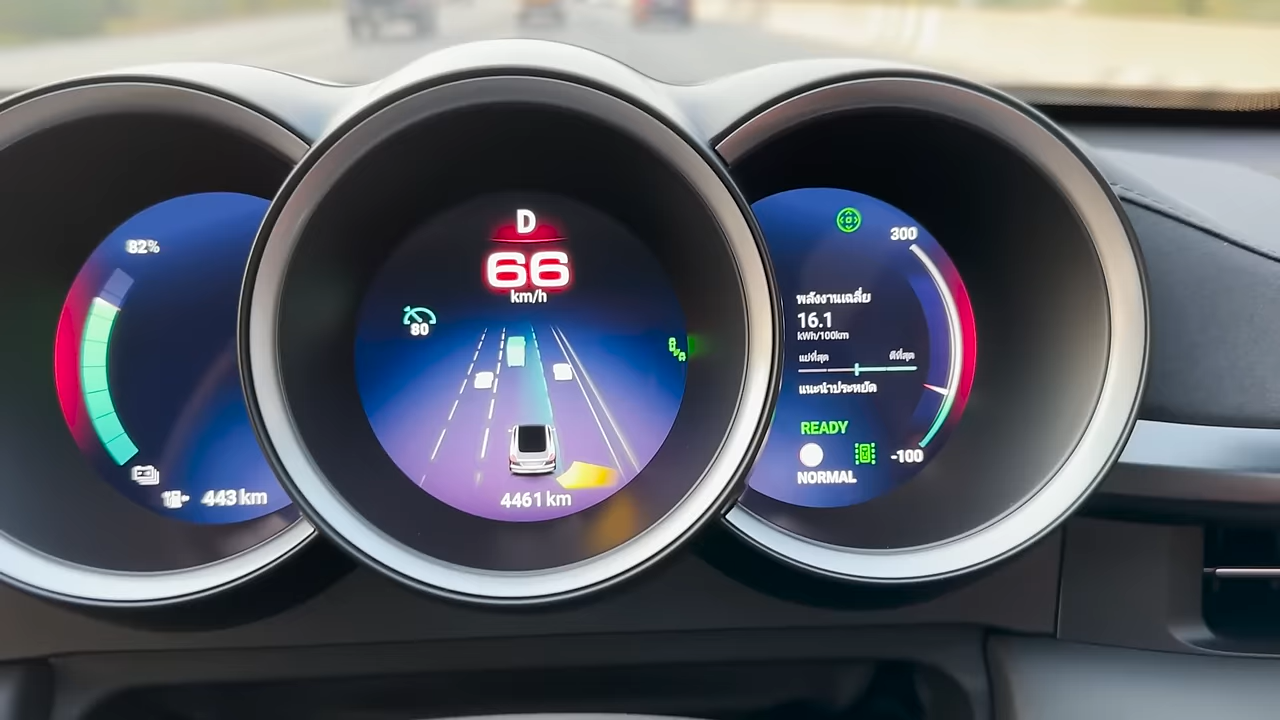 82%
443 km
D
66
km/h
80
4461 km
300
พลังงานเฉลี่ย
16.1
kWh/100km
แย่ที่สุด ดีที่สุด
แนะนำประหยัด
READY
-100
NORMAL